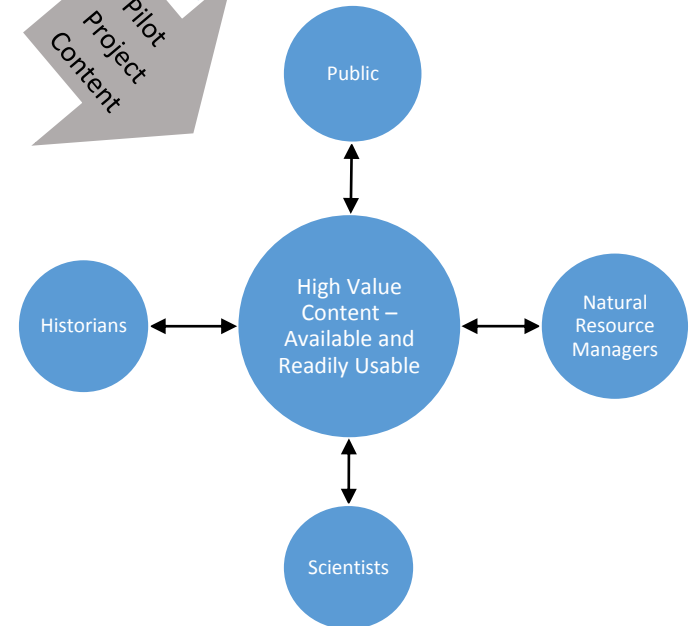 Pilot
Project
Content
Public
High Value
Content –
Available and
Readily Usable
Historians
Natural
Resource
Managers
Scientists